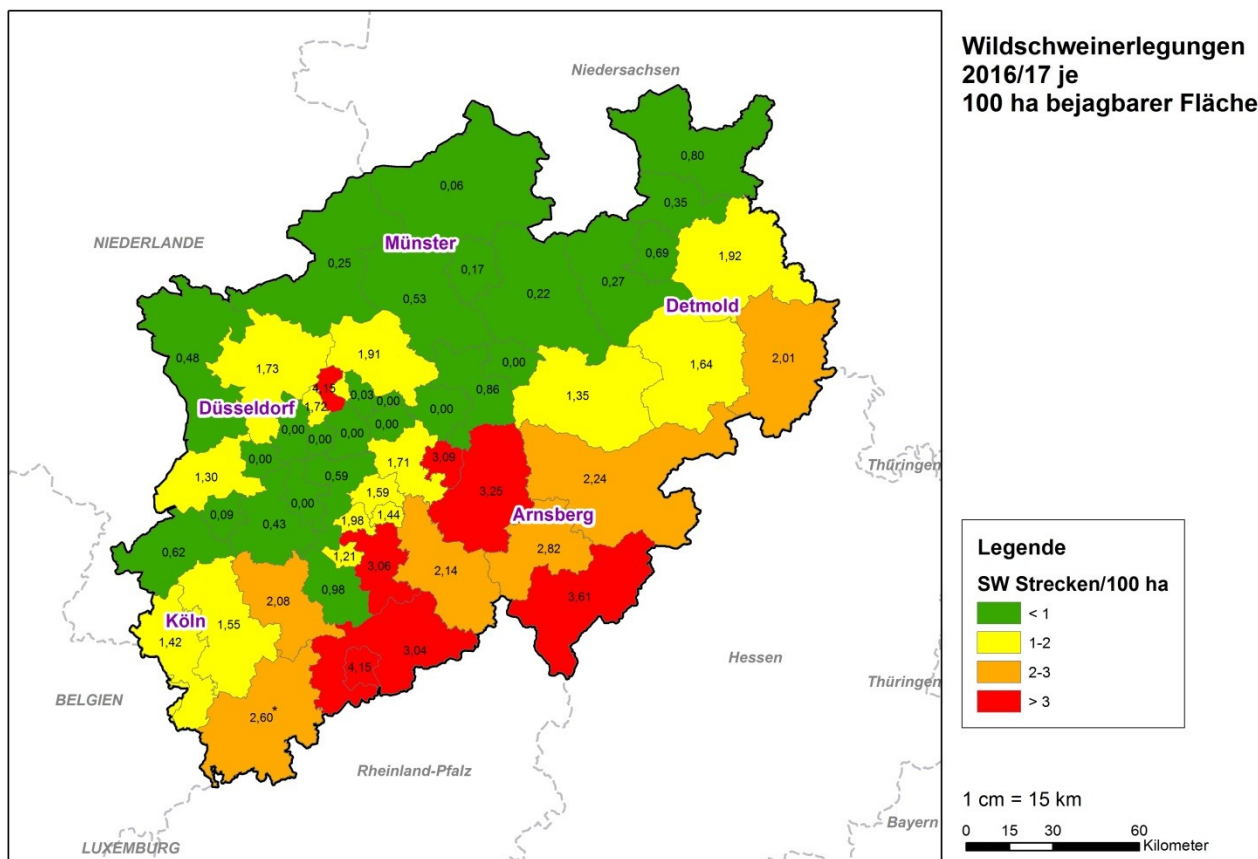 Wildschweinerlegungen
2016/17 je
100 ha bejagbarer Fläche
Niedersachsen
0,80
0,06
0,35
NIEDERLANDE
Münster
0,69
1,92
0,25
0,17
0,27
0,22
0,53
Detmold
0,48
1,91
0,00
1,64
2,01
1,73
4,15
0,03
0,86
1,35
Düsseldorf
1,72
0,00
0,00
0,00
0,00
0,00
0,00
0,00
1,71
3,09
Thüringen
1,30
0,59
2,24
1,59
3,25
0,09
0,00
1,98
1,44
Arnsberg
0,43
0,62
1,21
3,06
2,82
2,14
0,98
3,61
2,08
Köln
1,55
1,42
3,04
4,15
Hessen
Thüringen
BELGIEN
2,60*
Rheinland-Pfalz
Bayern
LUXEMBURG
Legende
SW Strecken/100 ha
< 1
1-2
2-3
> 3
1 cm = 15 km
0 15 30 60
Kilometer